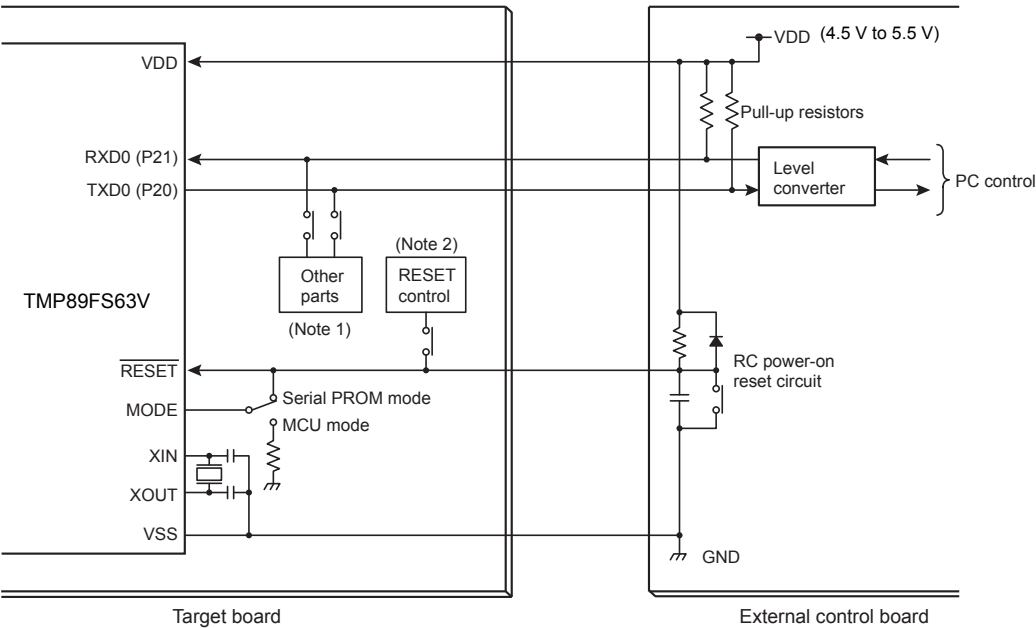 VDD (4.5 V to 5.5 V)
VDD
Pull-up resistors
RXD0 (P21)
TXD0 (P20)
Level
converter
PC control
(Note 2)
Other
parts
RESET
control
(Note 1)
TMP89FS63V
RESET
RC power-on
reset circuit
MODE
Serial PROM mode
MCU mode
XIN
XOUT
VSS
GND
Target board
External control board